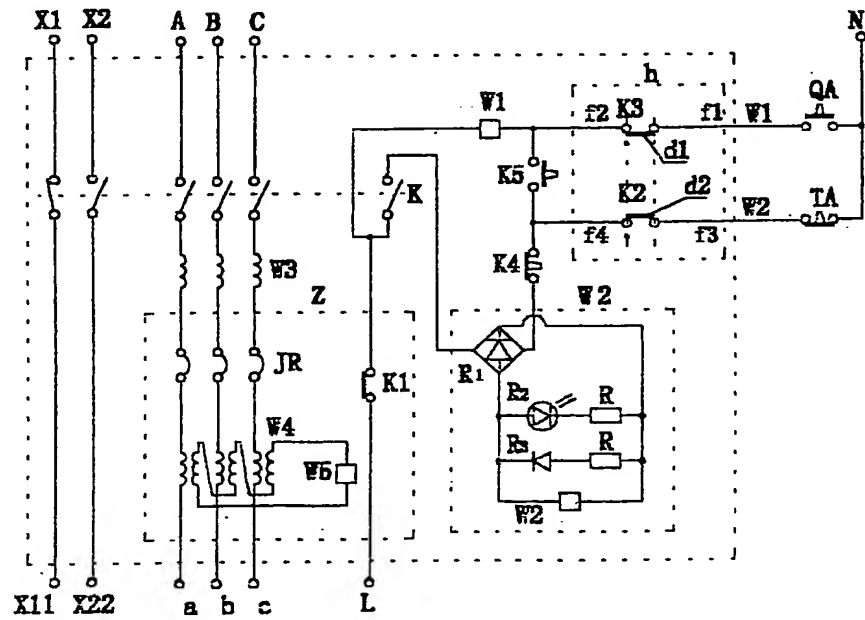 X1 X2 A B C N
h
W1 f2 K3 f1 W1 QA
d1
K5
K K2 d2 W2 TA
f4 f3
K4
W3
Z W2
JR K1 R1
R2 R
W4
R3 R
W5
W2
X11 X22 a b c L